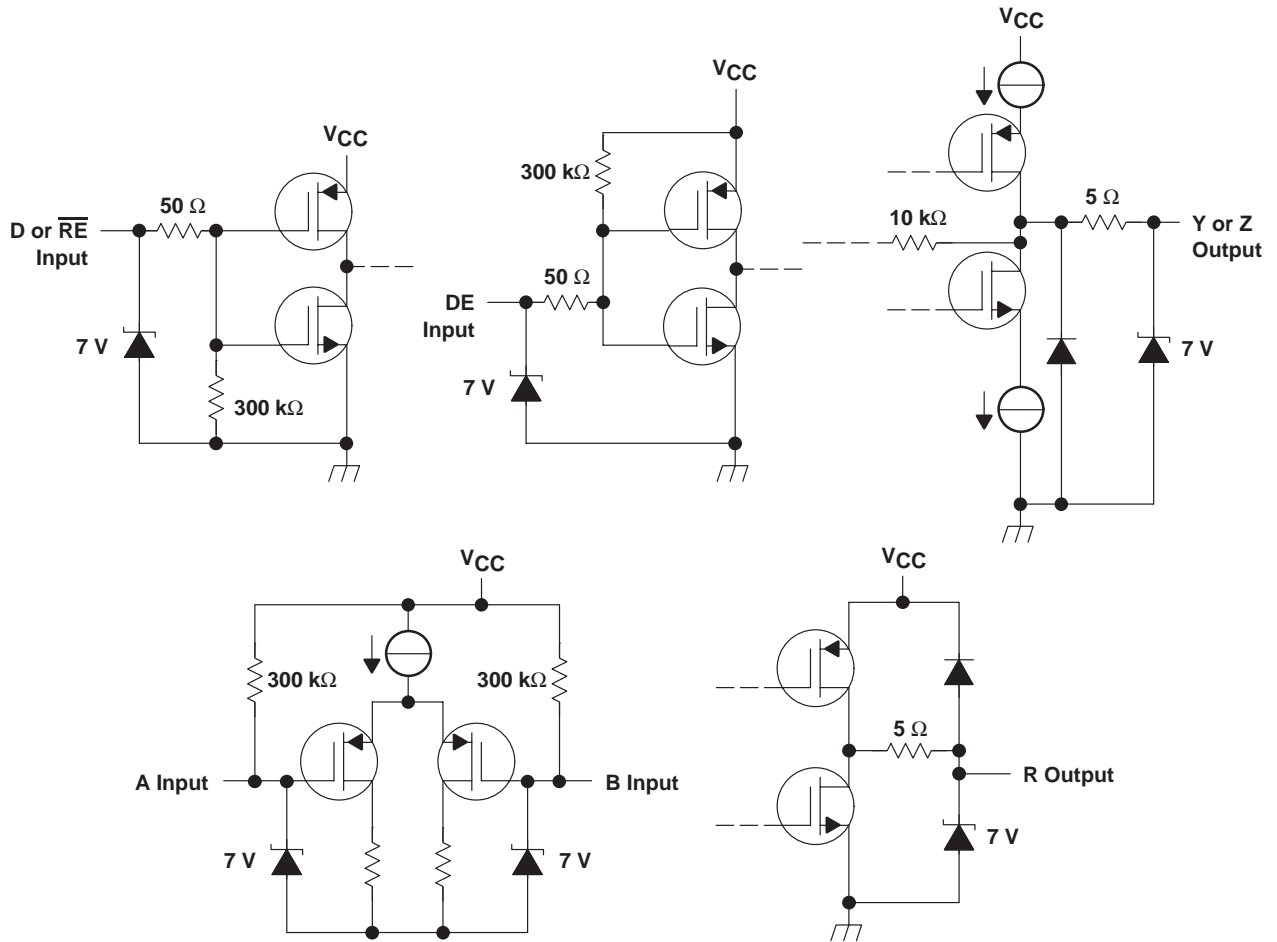 VCC
50 Ω
D or R̅E̅
Input
7 V
300 kΩ
VCC
300 kΩ
50 Ω
DE
Input
7 V
VCC
10 kΩ
5 Ω
Y or Z
Output
7 V
VCC
300 kΩ
300 kΩ
A Input
B Input
7 V
7 V
VCC
5 Ω
R Output
7 V